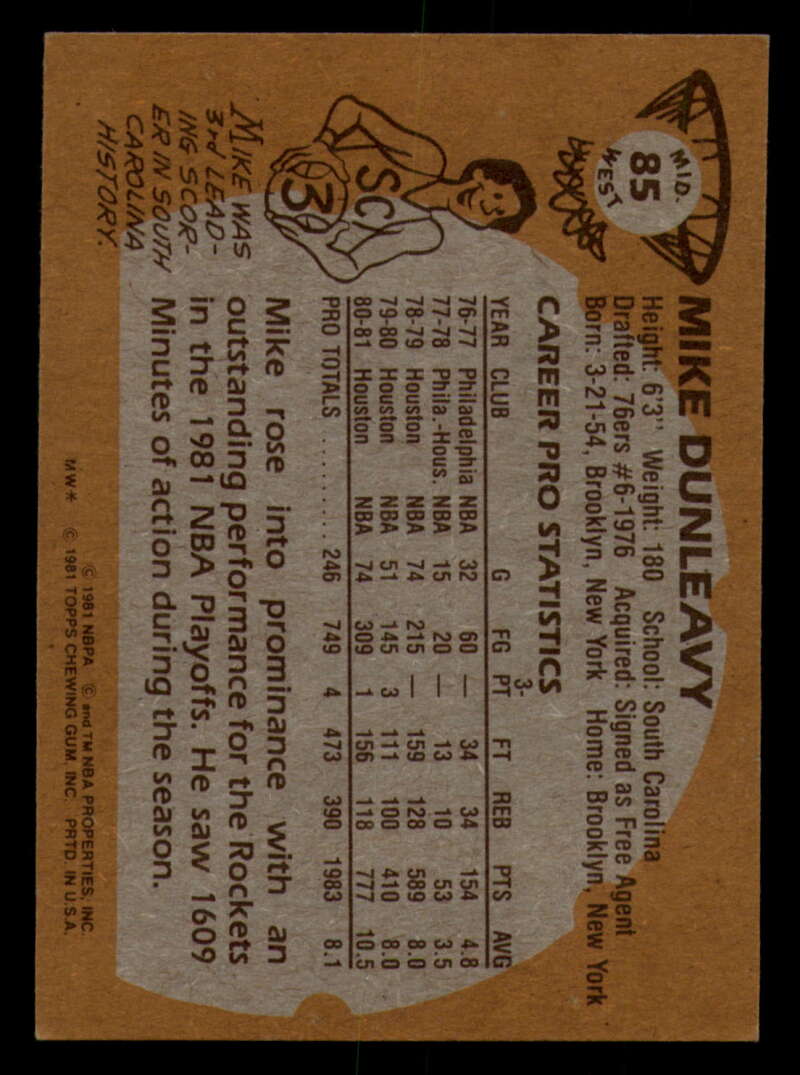 MID.
85
WEST
MIKE DUNLEAVY
Height: 6'3" Weight: 180 School: South Carolina
Drafted: 76ers #6-1976 Acquired: Signed as Free Agent
Born: 3-21-54, Brooklyn, New York Home: Brooklyn, New York
CAREER PRO STATISTICS
3-
YEAR CLUB G FG PT FT REB PTS AVG
76-77 Philadelphia NBA 32 60 — 34 34 154 4.8
77-78 Phila.-Hous. NBA 15 20 — 13 10 53 3.5
78-79 Houston NBA 74 215 — 159 128 589 8.0
79-80 Houston NBA 51 145 3 111 100 410 8.0
80-81 Houston NBA 74 309 1 156 118 777 10.5
PRO TOTALS .......... 246 749 4 473 390 1983 8.1
SC
3
MIKE WAS
3rd LEAD-
ING SCOR-
ER IN SOUTH
CAROLINA
HISTORY.
Mike rose into prominance with an
outstanding performance for the Rockets
in the 1981 NBA Playoffs. He saw 1609
Minutes of action during the season.
© 1981 NBPA © and TM NBA PROPERTIES, INC.
MW* © 1981 TOPPS CHEWING GUM, INC. PRTD. IN U.S.A.